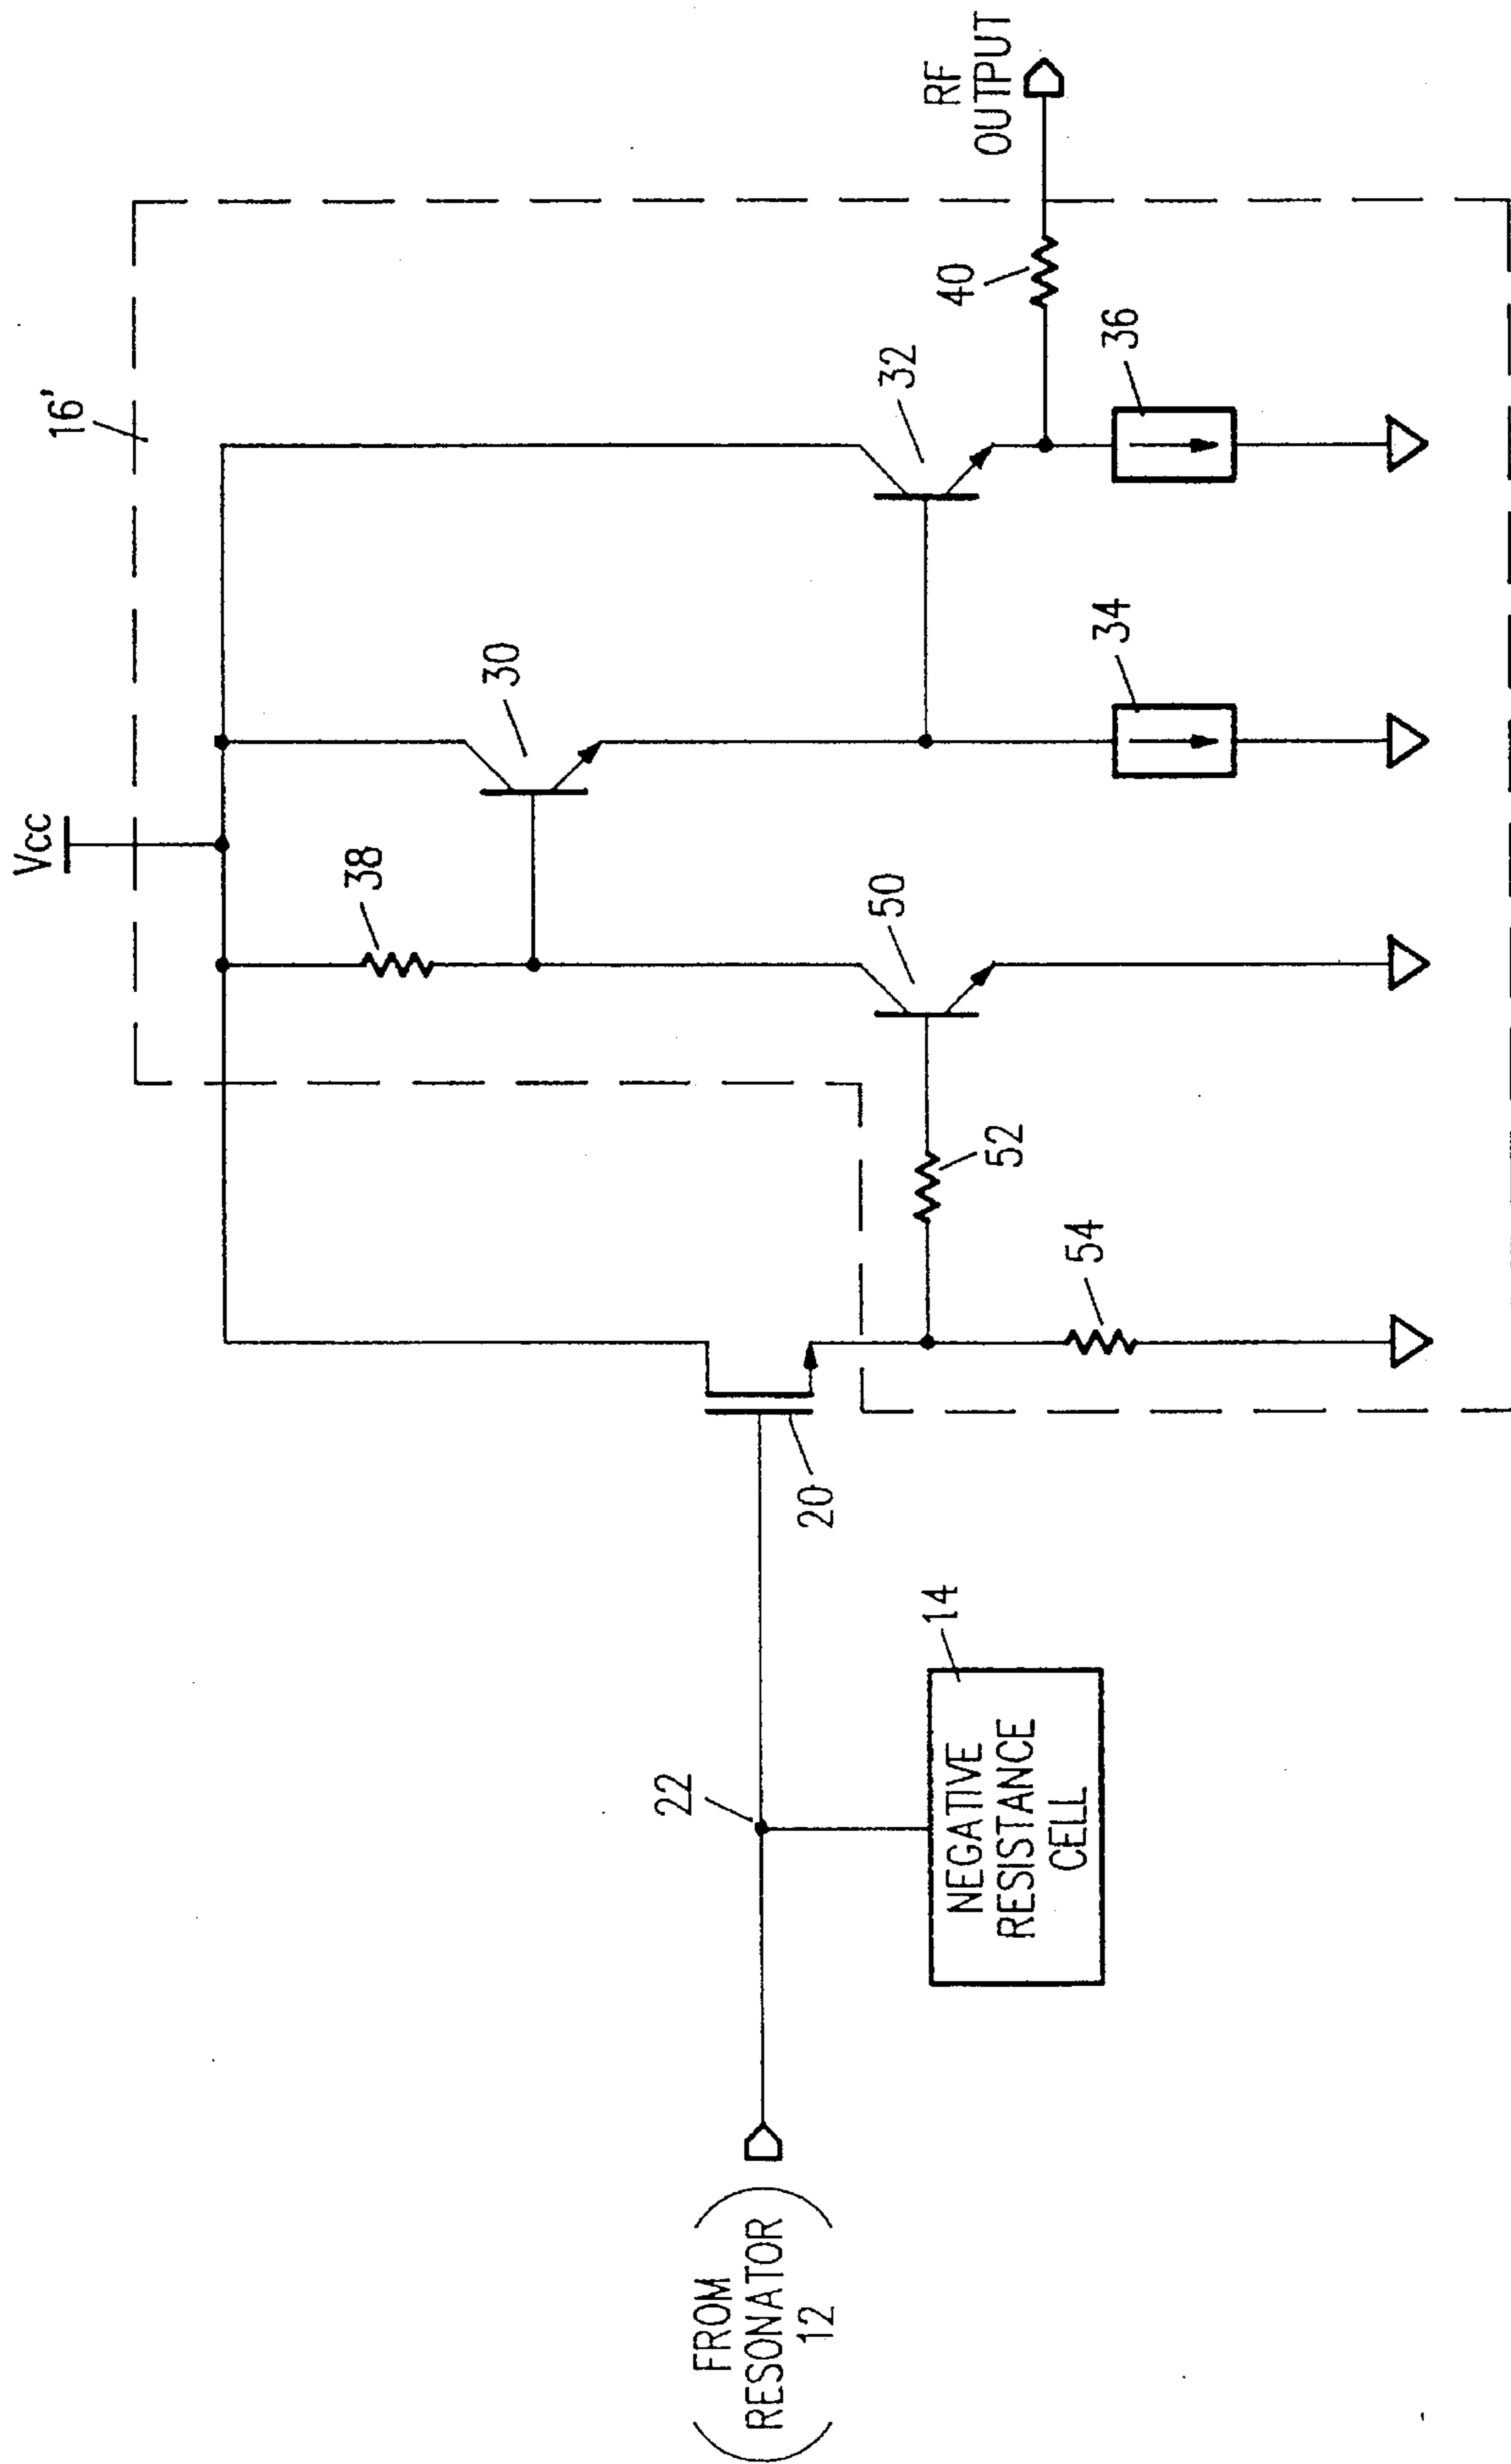 Vcc
16'
RF
OUTPUT
38
30
32
40
50
34
36
52
54
20
22
14
NEGATIVE
RESISTANCE
CELL
FROM
RESONATOR
12